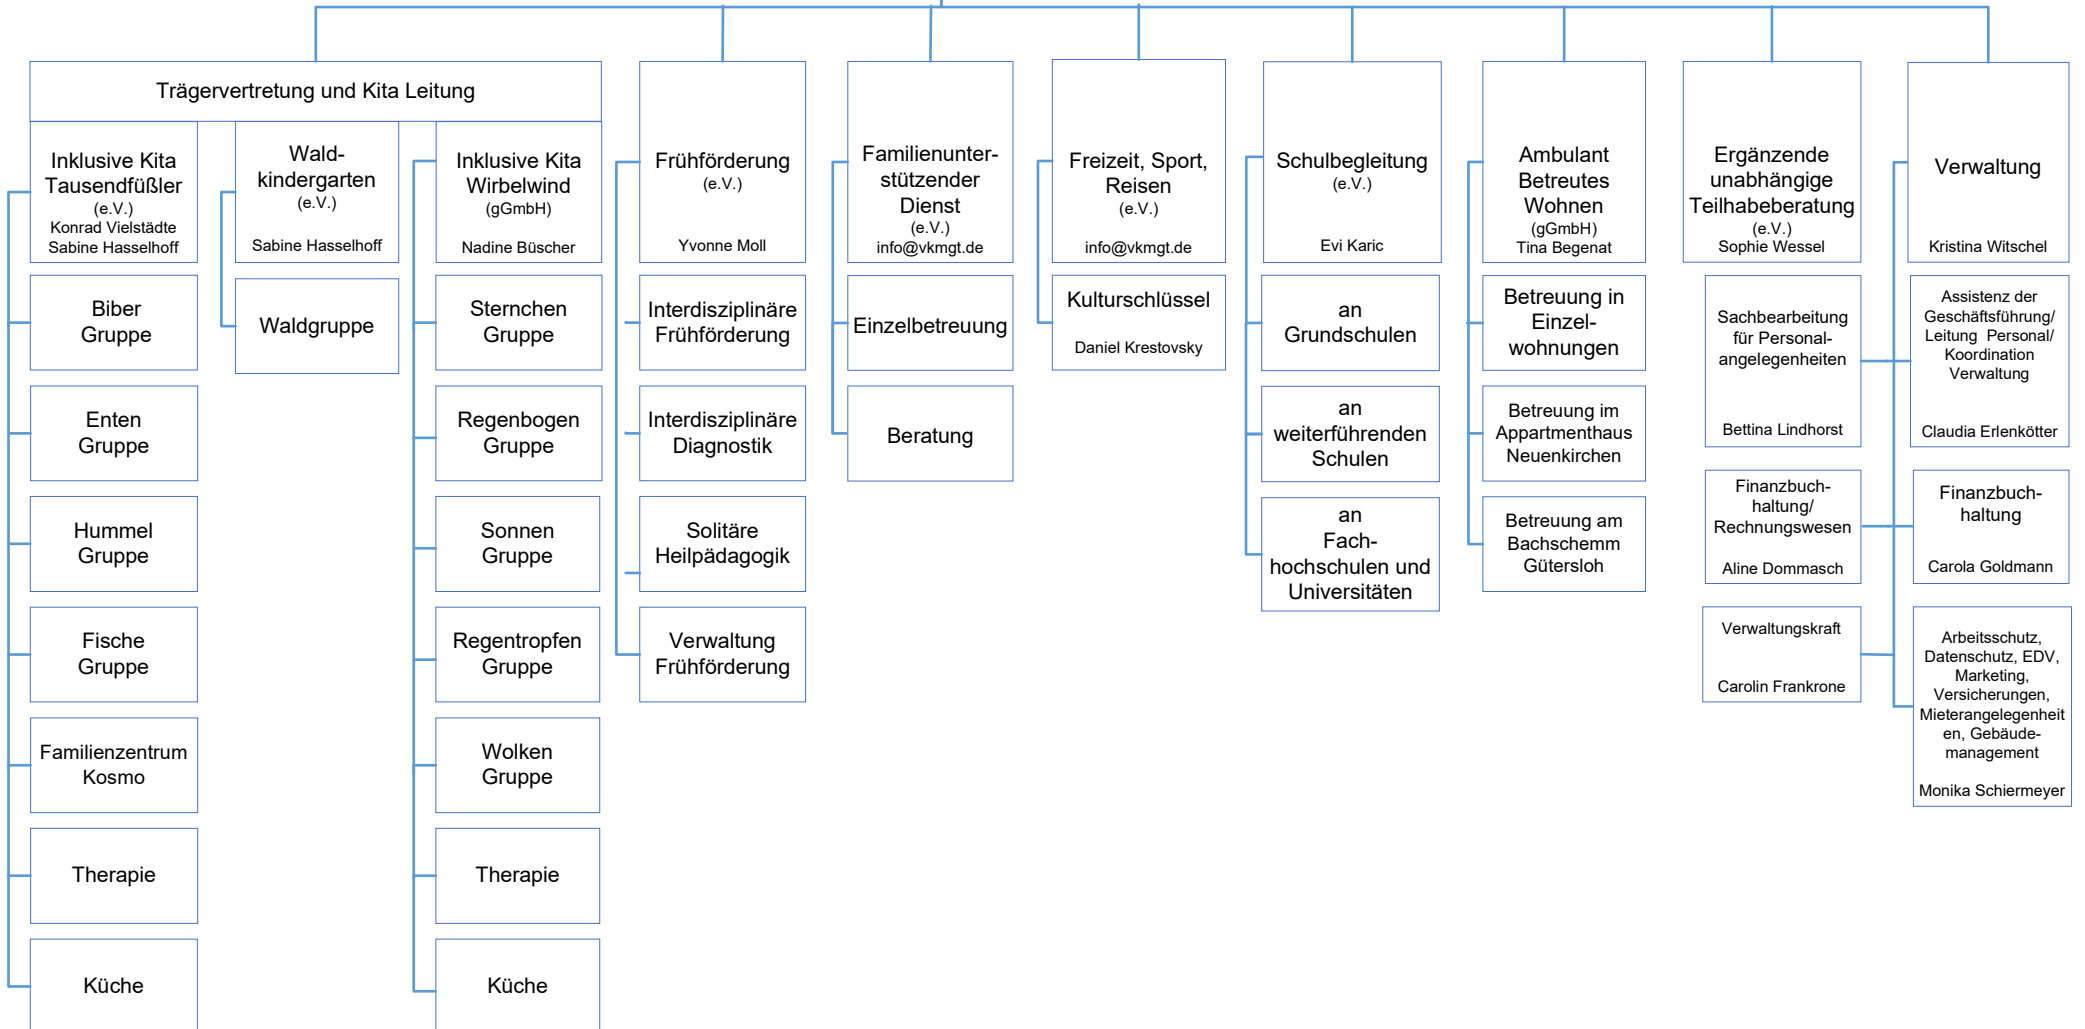 Trägervertretung und Kita Leitung
Inklusive Kita
Tausendfüßler
(e.V.)
Konrad Vielstädte
Sabine Hasselhoff
Biber
Gruppe
Enten
Gruppe
Hummel
Gruppe
Fische
Gruppe
Familienzentrum
Kosmo
Therapie
Küche
Wald-
kindergarten
(e.V.)
Sabine Hasselhoff
Waldgruppe
Inklusive Kita
Wirbelwind
(gGmbH)
Nadine Büscher
Sternchen
Gruppe
Regenbogen
Gruppe
Sonnen
Gruppe
Regentropfen
Gruppe
Wolken
Gruppe
Therapie
Küche
Frühförderung
(e.V.)
Yvonne Moll
Interdisziplinäre
Frühförderung
Interdisziplinäre
Diagnostik
Solitäre
Heilpädagogik
Verwaltung
Frühförderung
Familienunter-
stützender
Dienst
(e.V.)
info@vkmgt.de
Einzelbetreuung
Beratung
Freizeit, Sport,
Reisen
(e.V.)
info@vkmgt.de
Kulturschlüssel
Daniel Krestovsky
Schulbegleitung
(e.V.)
Evi Karic
an
Grundschulen
an
weiterführenden
Schulen
an
Fach-
hochschulen und
Universitäten
Ambulant
Betreutes
Wohnen
(gGmbH)
Tina Begenat
Betreuung in
Einzel-
wohnungen
Betreuung im
Appartmenthaus
Neuenkirchen
Betreuung am
Bachschemm
Gütersloh
Ergänzende
unabhängige
Teilhabeberatung
(e.V.)
Sophie Wessel
Verwaltung
Kristina Witschel
Sachbearbeitung
für Personal-
angelegenheiten
Bettina Lindhorst
Assistenz der
Geschäftsführung/
Leitung  Personal/
Koordination
Verwaltung
Claudia Erlenkötter
Finanzbuch-
haltung/
Rechnungswesen
Aline Dommasch
Finanzbuch-
haltung
Carola Goldmann
Verwaltungskraft
Carolin Frankrone
Arbeitsschutz,
Datenschutz, EDV,
Marketing,
Versicherungen,
Mieterangelegenheit
en, Gebäude-
management
Monika Schiermeyer